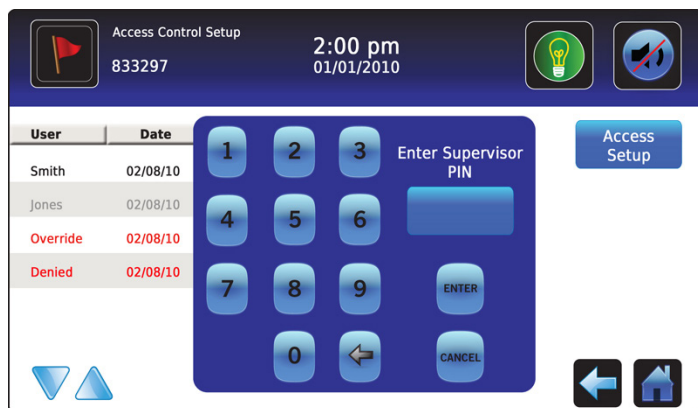 Access Control Setup
833297
2:00 pm
01/01/2010
User Date
Smith 02/08/10
Jones 02/08/10
Override 02/08/10
Denied 02/08/10
1 2 3
4 5 6
7 8 9
0
Enter Supervisor
PIN
ENTER
CANCEL
Access
Setup